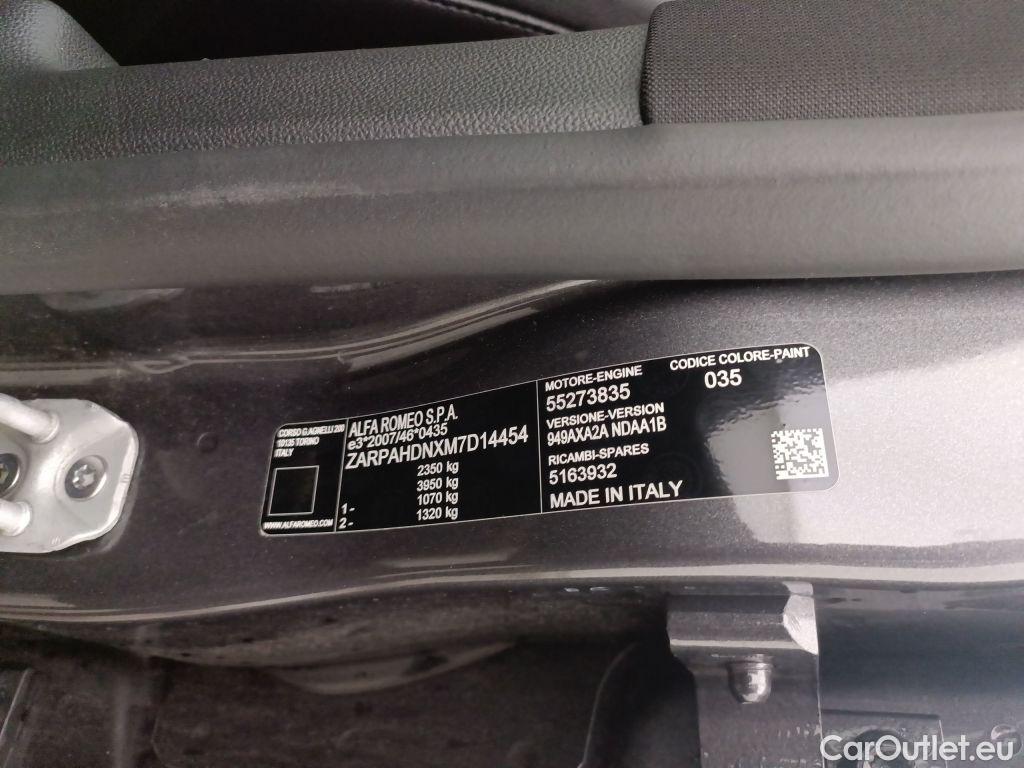 CORSO G.AGNELLI 200
10135 TORINO
ITALY
WWW.ALFAROMEO.COM
ALFA ROMEO S.P.A.
e3*2007/46*0435
ZARPAHDNXM7D14454
2350 kg
3950 kg
1 - 1070 kg
2 - 1320 kg
MOTORE-ENGINE
55273835
VERSIONE-VERSION
949AXA2A NDAA1B
RICAMBI-SPARES
5163932
MADE IN ITALY
CODICE COLORE-PAINT
035
CarOutlet.eu